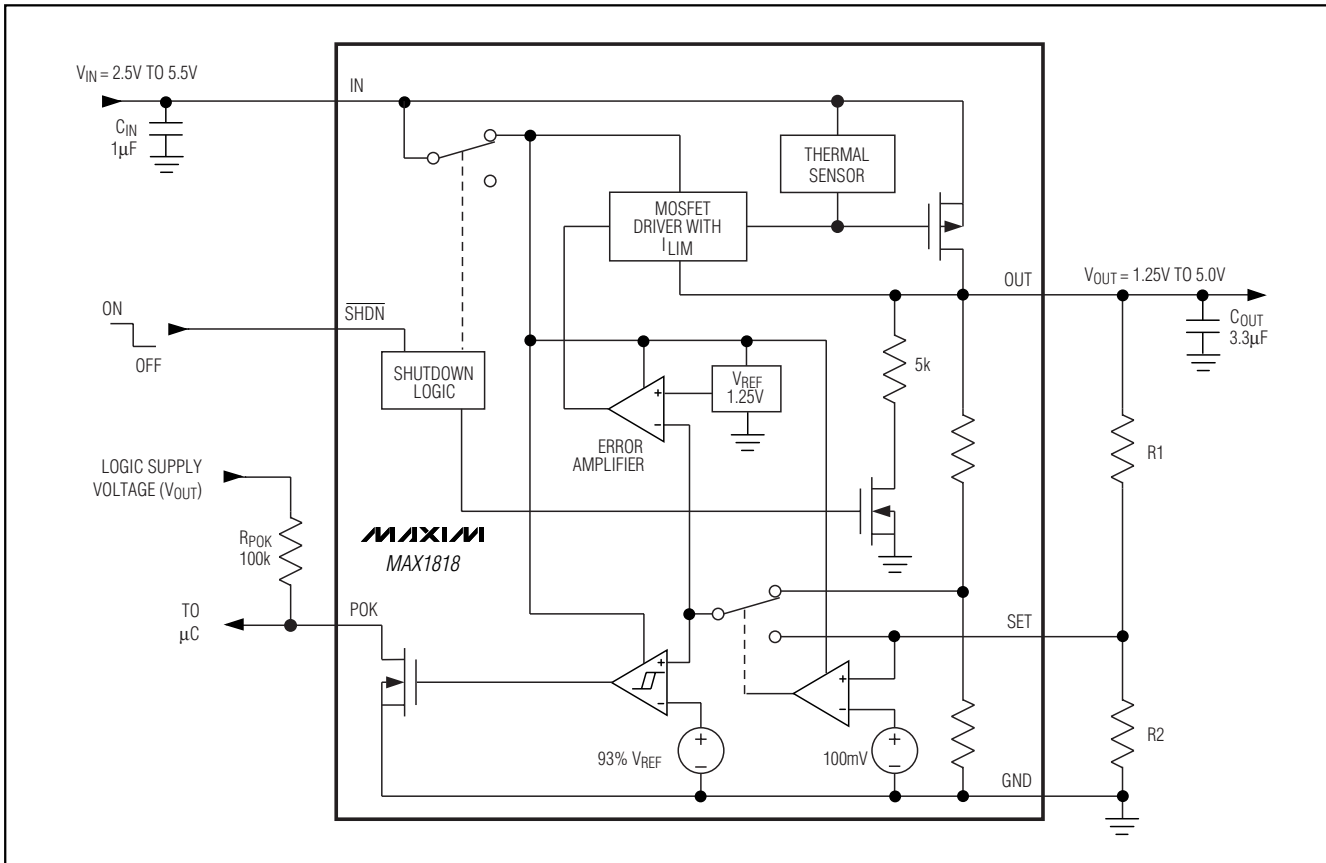 V_IN = 2.5V TO 5.5V
IN
C_IN
1µF
THERMAL
SENSOR
MOSFET
DRIVER WITH
I_LIM
OUT
V_OUT = 1.25V TO 5.0V
C_OUT
3.3µF
ON
OFF
SHDN
SHUTDOWN
LOGIC
5k
V_REF
1.25V
+
−
ERROR
AMPLIFIER
R1
LOGIC SUPPLY
VOLTAGE (V_OUT)
R_POK
100k
MAXIM
MAX1818
TO
µC
POK
SET
+
−
+
−
+
−
93% V_REF
+
−
100mV
R2
GND